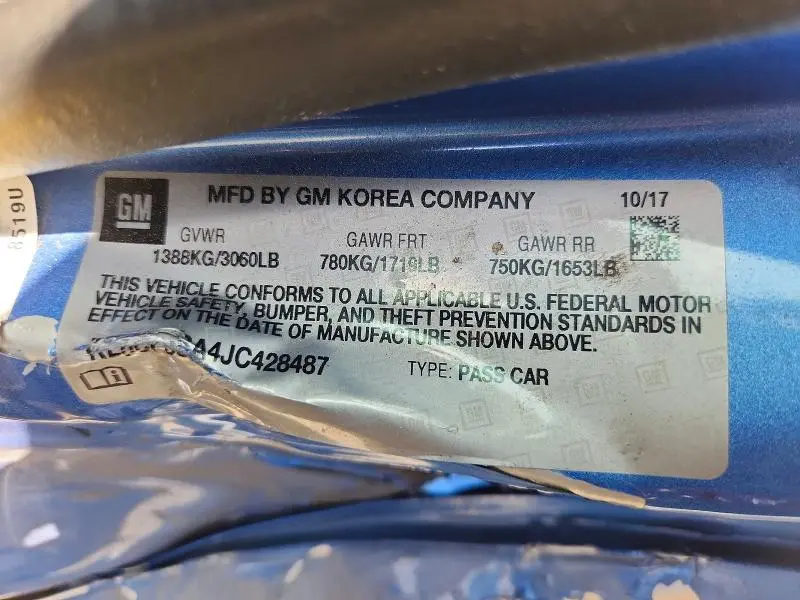 8519U
GM
MFD BY GM KOREA COMPANY 10/17
GVWR GAWR FRT GAWR RR
1388KG/3060LB 780KG/1719LB 750KG/1653LB
THIS VEHICLE CONFORMS TO ALL APPLICABLE U.S. FEDERAL MOTOR
VEHICLE SAFETY, BUMPER, AND THEFT PREVENTION STANDARDS IN
EFFECT ON THE DATE OF MANUFACTURE SHOWN ABOVE.
A4JC428487 TYPE: PASS CAR